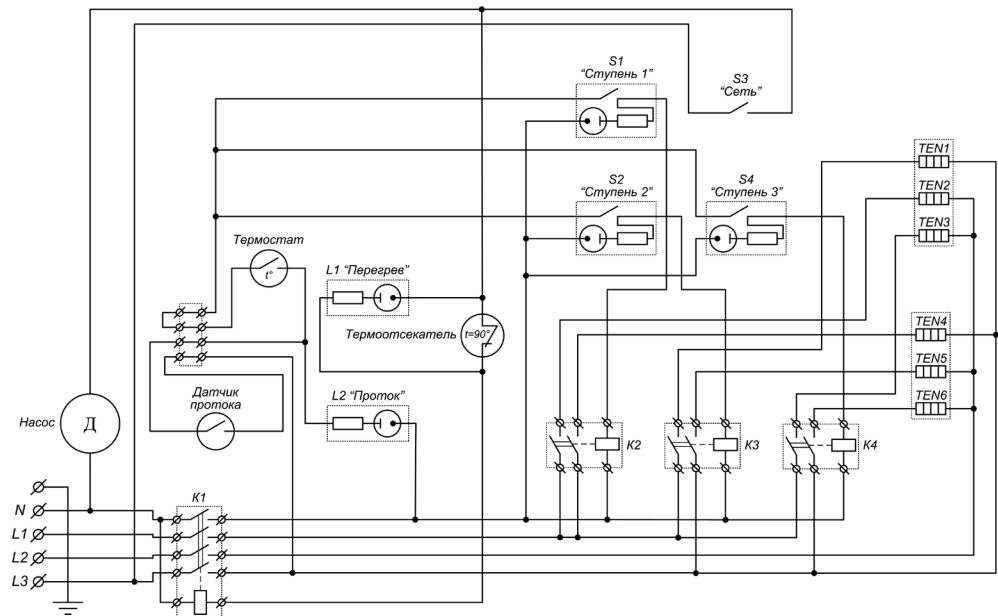 S1
“Ступень 1”
S3
“Сеть”
TEN1
TEN2
TEN3
S2
“Ступень 2”
S4
“Ступень 3”
Термостат
t°
L1 “Перегрев”
Термоотсекатель
t=90°
TEN4
TEN5
TEN6
Датчик
протока
L2 “Проток”
Насос
Д
K2
K3
K4
K1
N
L1
L2
L3